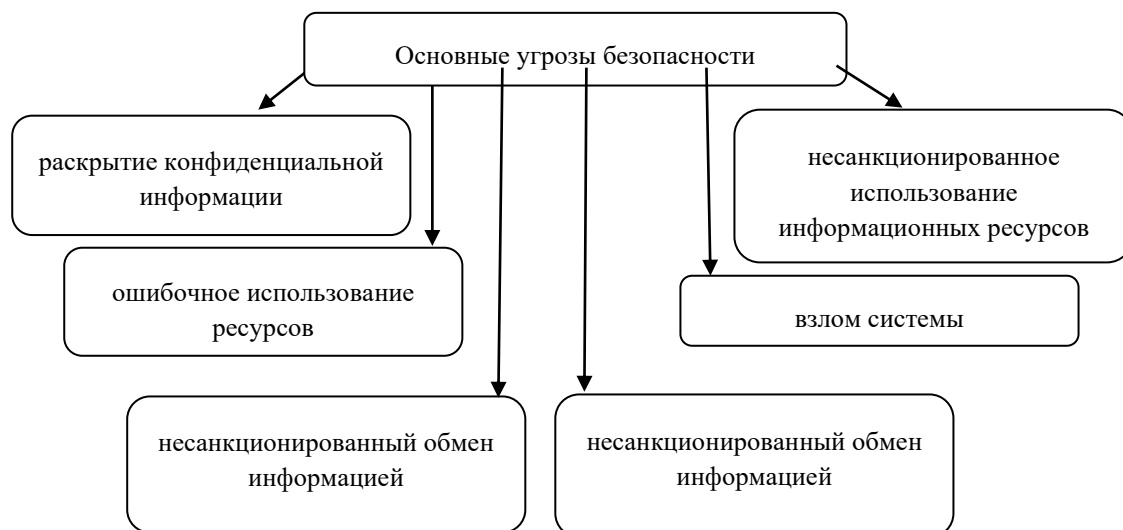 Основные угрозы безопасности
раскрытие конфиденциальной
информации
несанкционированное
использование
информационных ресурсов
ошибочное использование
ресурсов
взлом системы
несанкционированный обмен
информацией
несанкционированный обмен
информацией